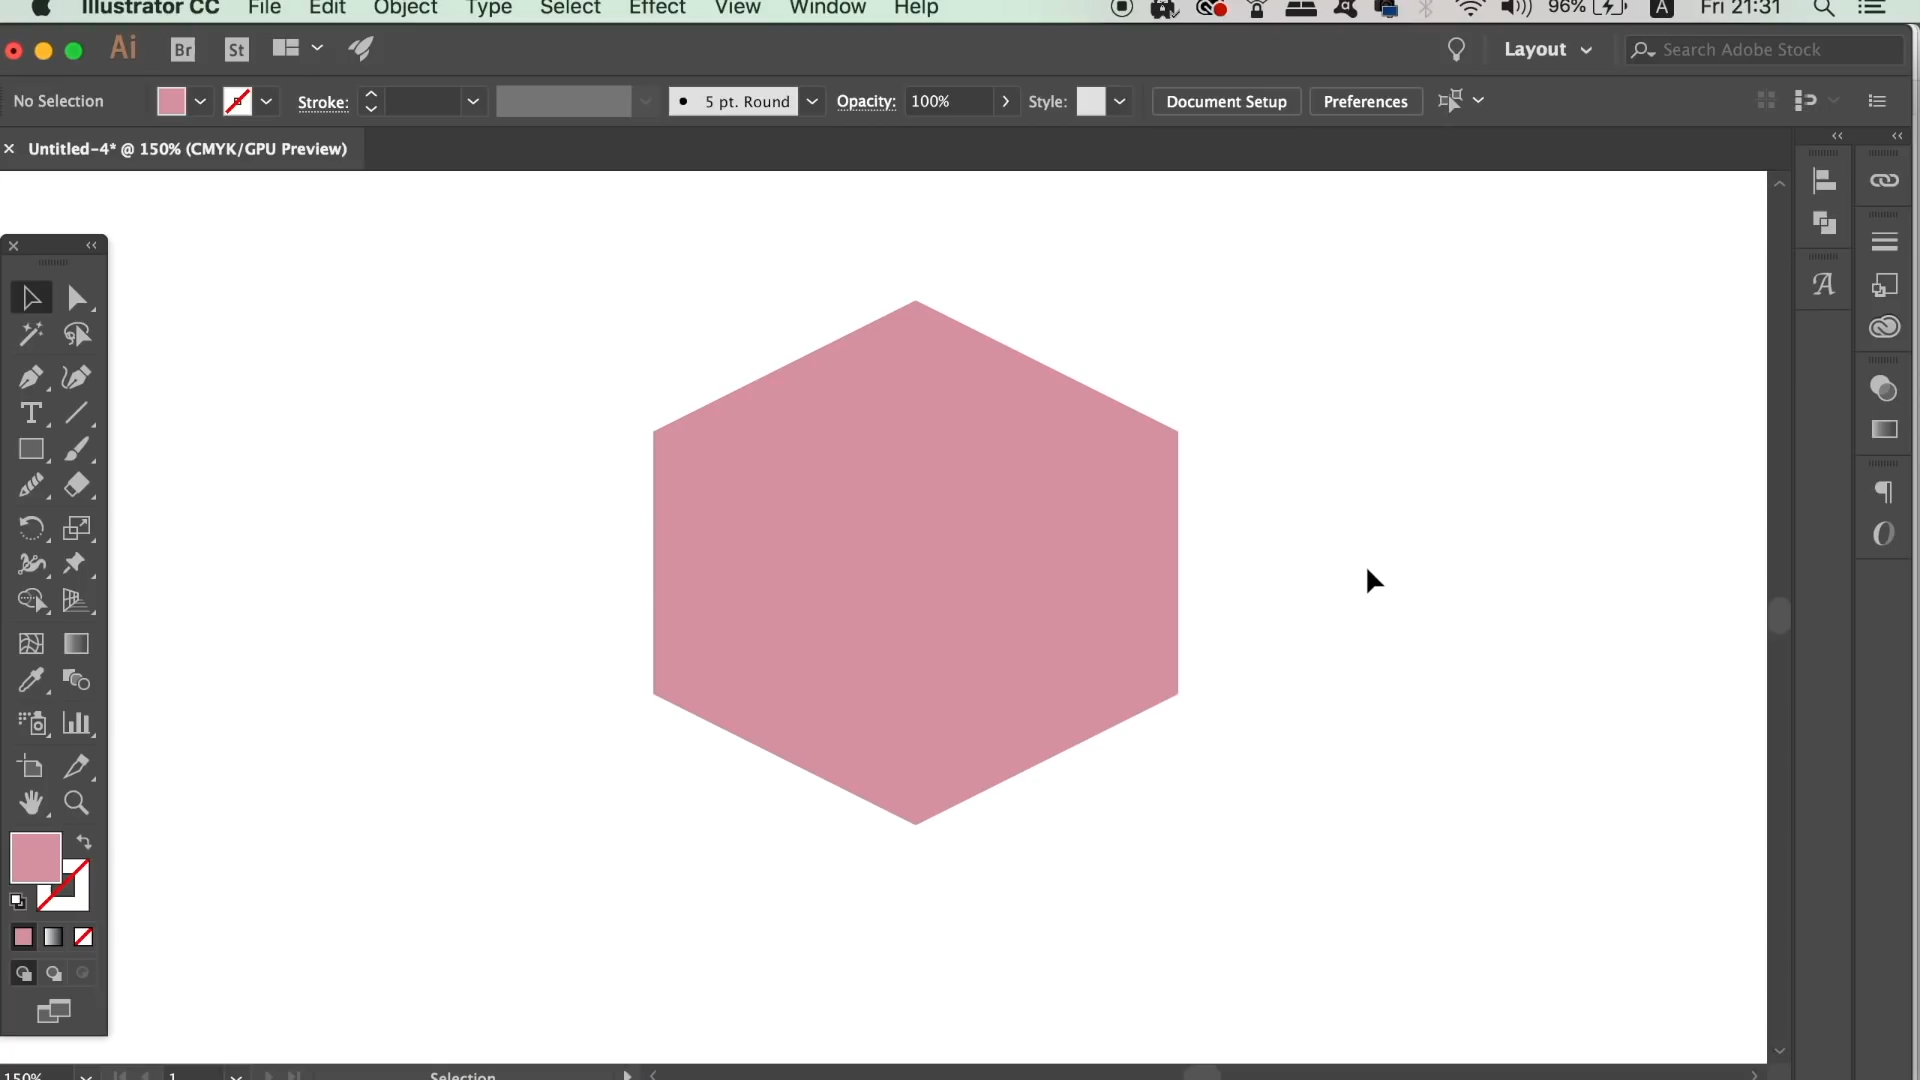 Illustrator CC File Edit Object Type Select Effect View Window Help 96% A Fri 21:31
Ai Br St Layout Search Adobe Stock
No Selection Stroke: 5 pt. Round Opacity: 100% Style: Document Setup Preferences
Untitled-4* @ 150% (CMYK/GPU Preview)
150% 1 Selection